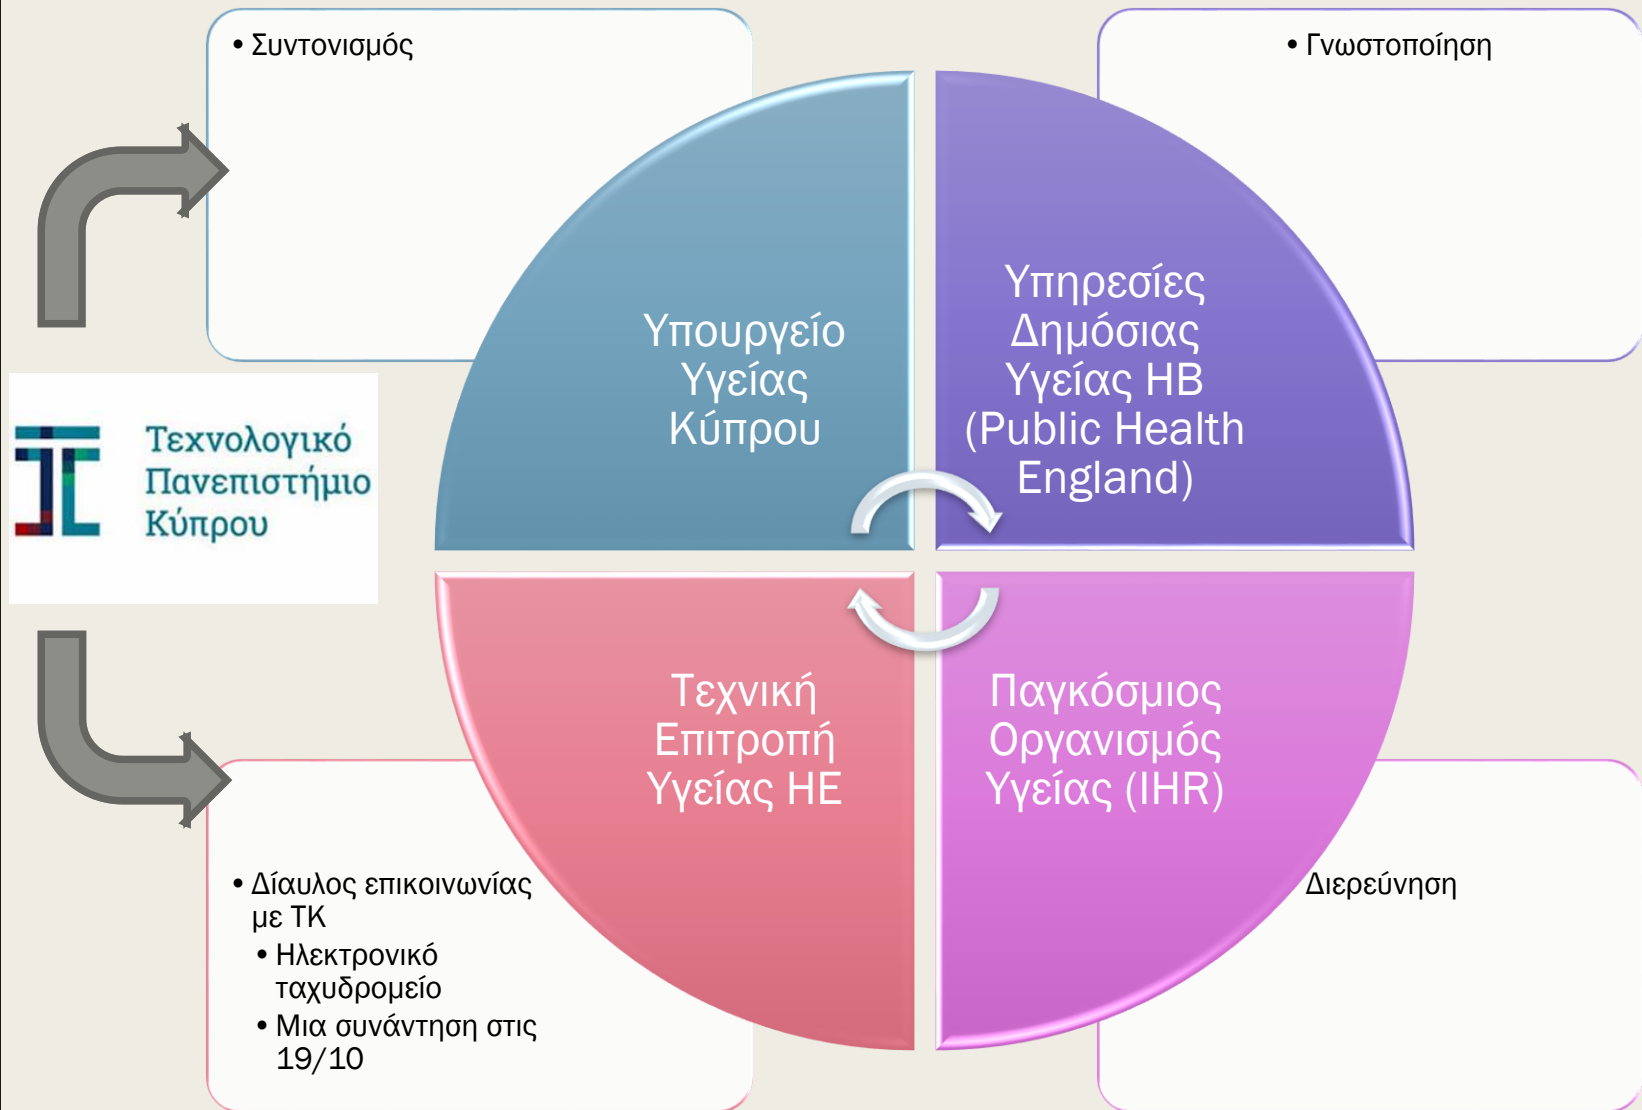 • Συντονισμός
• Γνωστοποίηση
Υπουργείο
Υγείας
Κύπρου
Υπηρεσίες
Δημόσιας
Υγείας ΗΒ
(Public Health
England)
Τεχνολογικό
Πανεπιστήμιο
Κύπρου
Τεχνική
Επιτροπή
Υγείας ΗΕ
Παγκόσμιος
Οργανισμός
Υγείας (IHR)
• Δίαυλος επικοινωνίας
με ΤΚ
• Ηλεκτρονικό
ταχυδρομείο
• Μια συνάντηση στις
19/10
Διερεύνηση